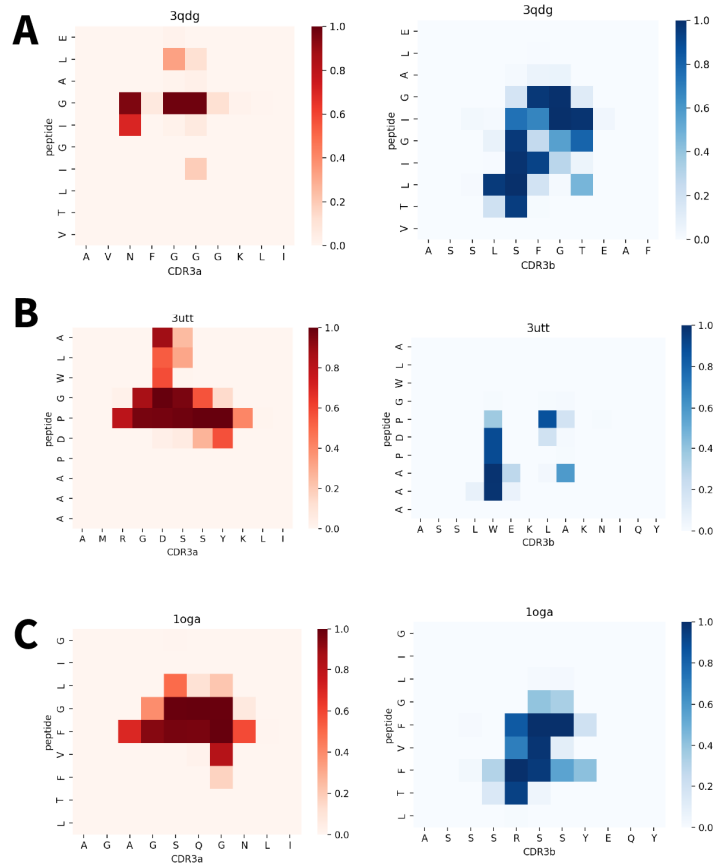 A
3qdg
peptide
E
L
A
G
I
G
I
L
T
V
A V N F G G G K L I
CDR3a
1.0
0.8
0.6
0.4
0.2
0.0
3qdg
peptide
E
L
A
G
I
G
I
L
T
V
A S S L S F G T E A F
CDR3b
1.0
0.8
0.6
0.4
0.2
0.0
B
3utt
peptide
A
L
W
G
P
D
P
A
A
A
A M R G D S S Y K L I
CDR3a
1.0
0.8
0.6
0.4
0.2
0.0
3utt
peptide
A
L
W
G
P
D
P
A
A
A
A S S L W E K L A K N I Q Y
CDR3b
1.0
0.8
0.6
0.4
0.2
0.0
C
1oga
peptide
G
I
L
G
F
V
F
T
L
A G A G S Q G N L I
CDR3a
1.0
0.8
0.6
0.4
0.2
0.0
1oga
peptide
G
I
L
G
F
V
F
T
L
A S S S R S S Y E Q Y
CDR3b
1.0
0.8
0.6
0.4
0.2
0.0